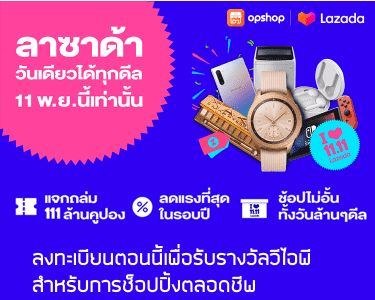 opshop
Lazada
ลาซาด้า
วันเดียวได้ทุกดีล
11 พ.ย.นี้เท่านั้น
I
11.11
Lazada
แจกถล่ม
111 ล้านคูปอง
ลดแรงที่สุด
ในรอบปี
I
11.11
ช้อปไม่อั้น
ทั้งวันล้านๆดีล
ลงทะเบียนตอนนี้เพื่อรับรางวัลวีไอพี
สำหรับการช็อปปิ้งตลอดชีพ